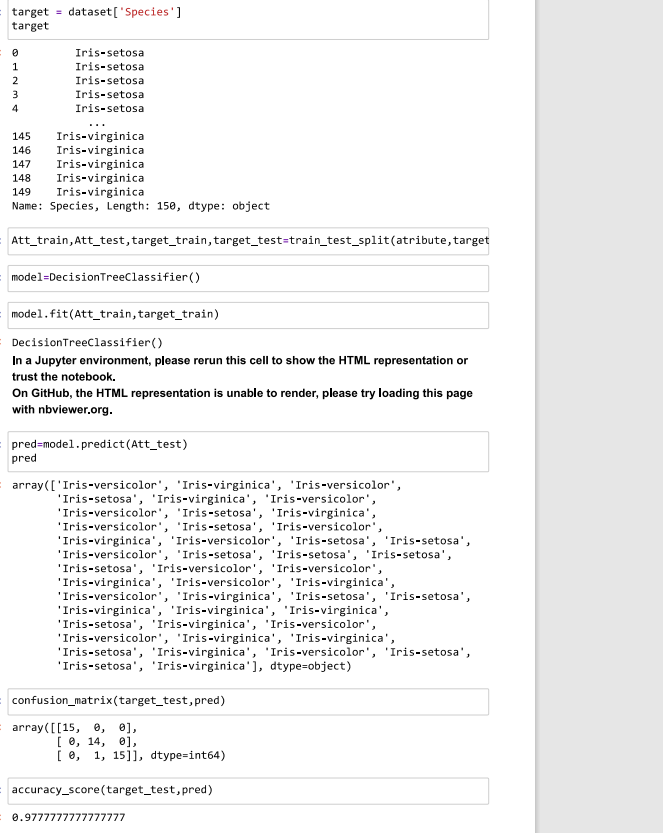 target = dataset['Species']
target
0 Iris-setosa
1 Iris-setosa
2 Iris-setosa
3 Iris-setosa
4 Iris-setosa
...
145 Iris-virginica
146 Iris-virginica
147 Iris-virginica
148 Iris-virginica
149 Iris-virginica
Name: Species, Length: 150, dtype: object
Att_train,Att_test,target_train,target_test=train_test_split(atribute,target
model=DecisionTreeClassifier()
model.fit(Att_train,target_train)
DecisionTreeClassifier()
In a Jupyter environment, please rerun this cell to show the HTML representation or
trust the notebook.
On GitHub, the HTML representation is unable to render, please try loading this page
with nbviewer.org.
pred=model.predict(Att_test)
pred
array(['Iris-versicolor', 'Iris-virginica', 'Iris-versicolor',
'Iris-setosa', 'Iris-virginica', 'Iris-versicolor',
'Iris-versicolor', 'Iris-setosa', 'Iris-virginica',
'Iris-versicolor', 'Iris-setosa', 'Iris-versicolor',
'Iris-virginica', 'Iris-versicolor', 'Iris-setosa', 'Iris-setosa',
'Iris-versicolor', 'Iris-setosa', 'Iris-setosa', 'Iris-setosa',
'Iris-setosa', 'Iris-versicolor', 'Iris-versicolor',
'Iris-virginica', 'Iris-versicolor', 'Iris-virginica',
'Iris-versicolor', 'Iris-virginica', 'Iris-setosa', 'Iris-setosa',
'Iris-virginica', 'Iris-virginica', 'Iris-virginica',
'Iris-setosa', 'Iris-virginica', 'Iris-versicolor',
'Iris-versicolor', 'Iris-virginica', 'Iris-virginica',
'Iris-setosa', 'Iris-virginica', 'Iris-versicolor', 'Iris-setosa',
'Iris-setosa', 'Iris-virginica'], dtype=object)
confusion_matrix(target_test,pred)
array([[15, 0, 0],
[ 0, 14, 0],
[ 0, 1, 15]], dtype=int64)
accuracy_score(target_test,pred)
0.9777777777777777